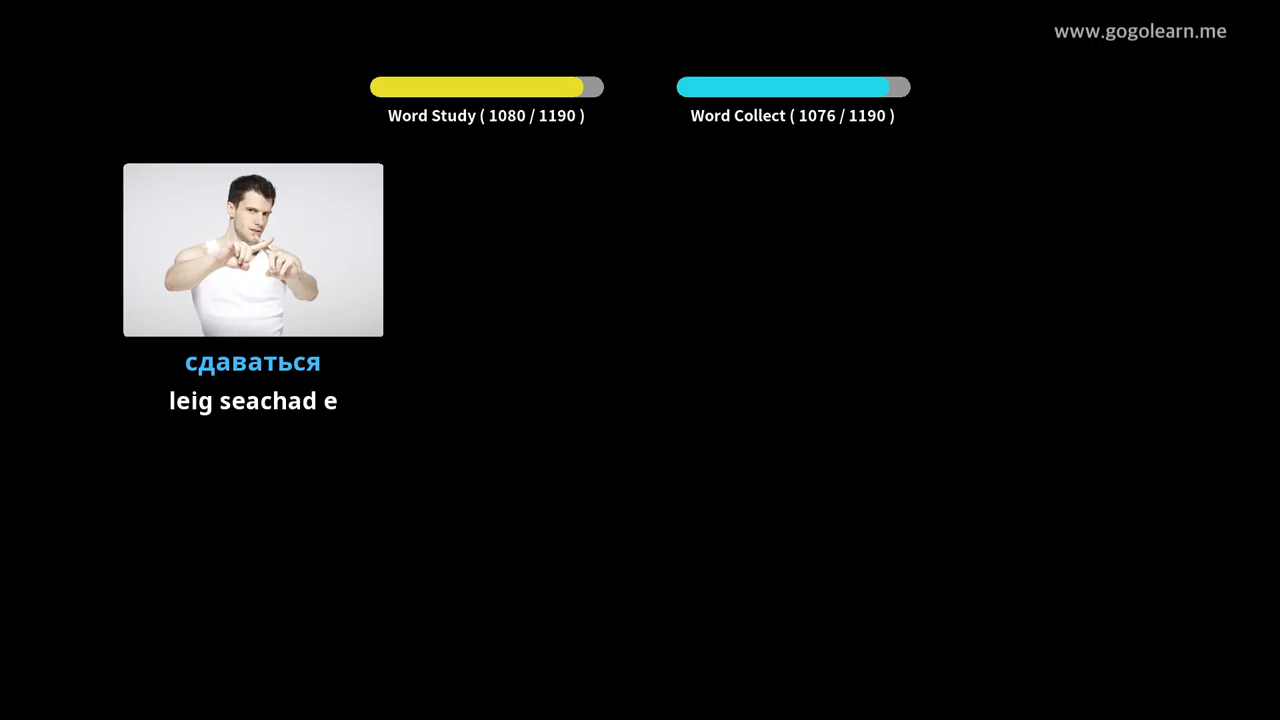 www.gogolearn.me
Word Study ( 1080 / 1190 )
Word Collect ( 1076 / 1190 )
сдаваться
leig seachad e